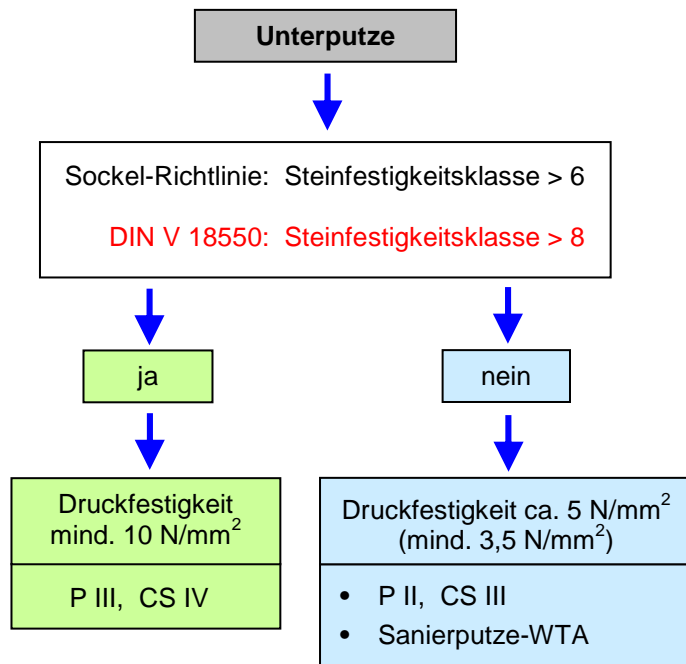 Unterputze
Sockel-Richtlinie: Steinfestigkeitsklasse > 6
DIN V 18550: Steinfestigkeitsklasse > 8
ja
nein
Druckfestigkeit
mind. 10 N/mm²
P III, CS IV
Druckfestigkeit ca. 5 N/mm²
(mind. 3,5 N/mm²)
• P II, CS III
• Sanierputze-WTA